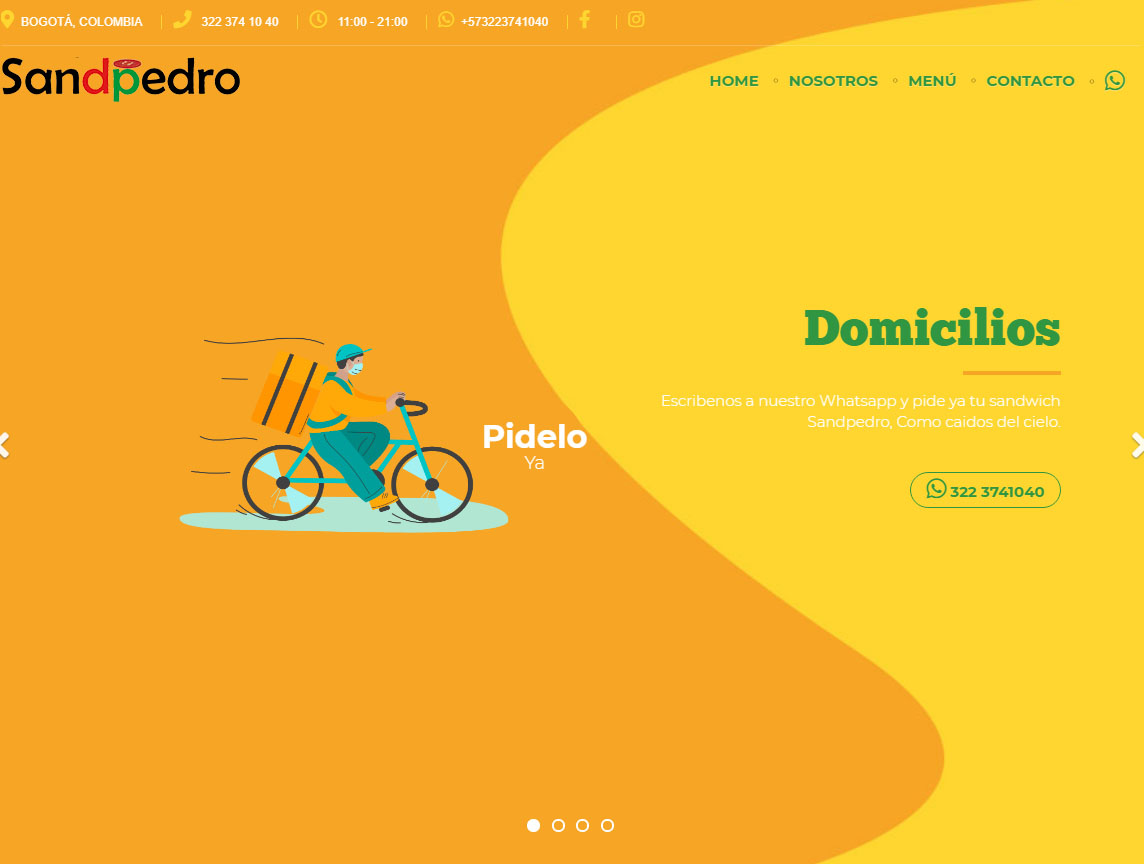 BOGOTÁ, COLOMBIA 322 374 10 40 11:00 - 21:00 +573223741040
Sandpedro
HOME NOSOTROS MENÚ CONTACTO
Domicilios
Escribenos a nuestro Whatsapp y pide ya tu sandwich
Sandpedro, Como caidos del cielo.
Pidelo
Ya
322 3741040